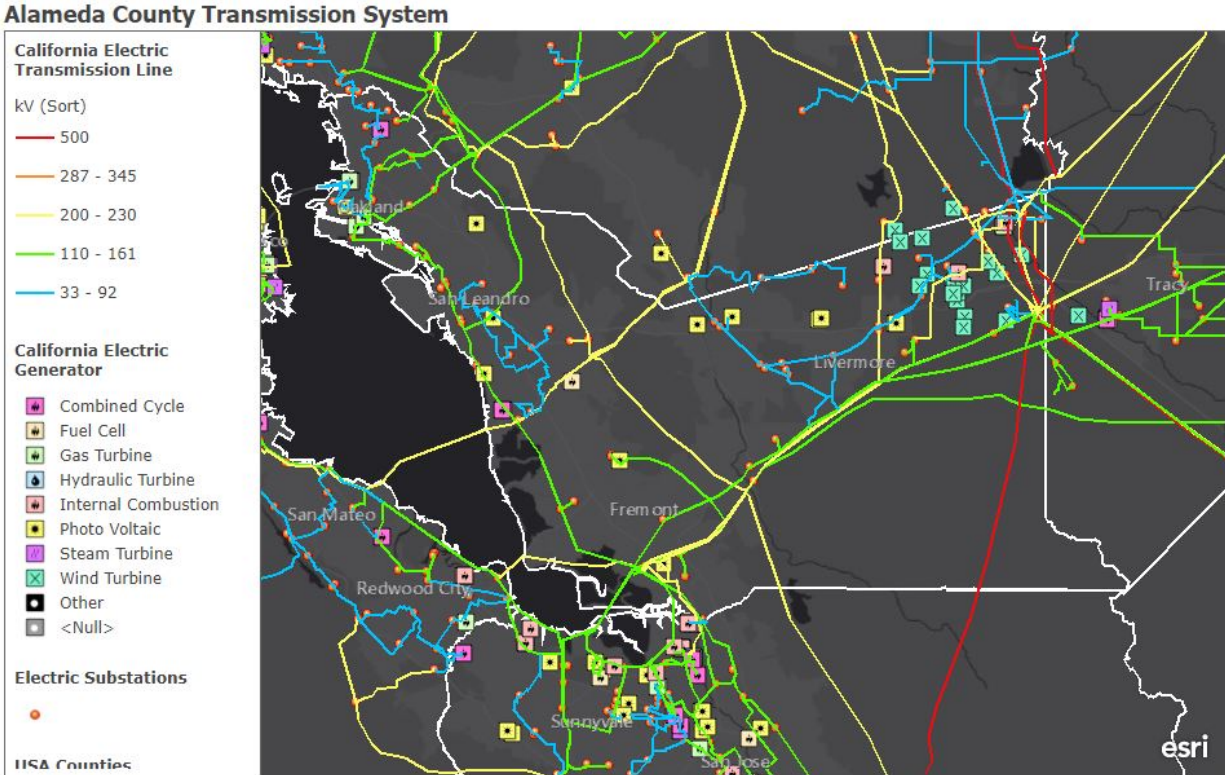 Alameda County Transmission System
California Electric
Transmission Line
kV (Sort)
500
287 - 345
200 - 230
110 - 161
33 - 92
California Electric
Generator
Combined Cycle
Fuel Cell
Gas Turbine
Hydraulic Turbine
Internal Combustion
Photo Voltaic
Steam Turbine
Wind Turbine
Other
<Null>
Electric Substations
USA Counties
Oakland
San Leandro
Tracy
Livermore
Fremont
San Mateo
Redwood City
Sunnyvale
San Jose
esri